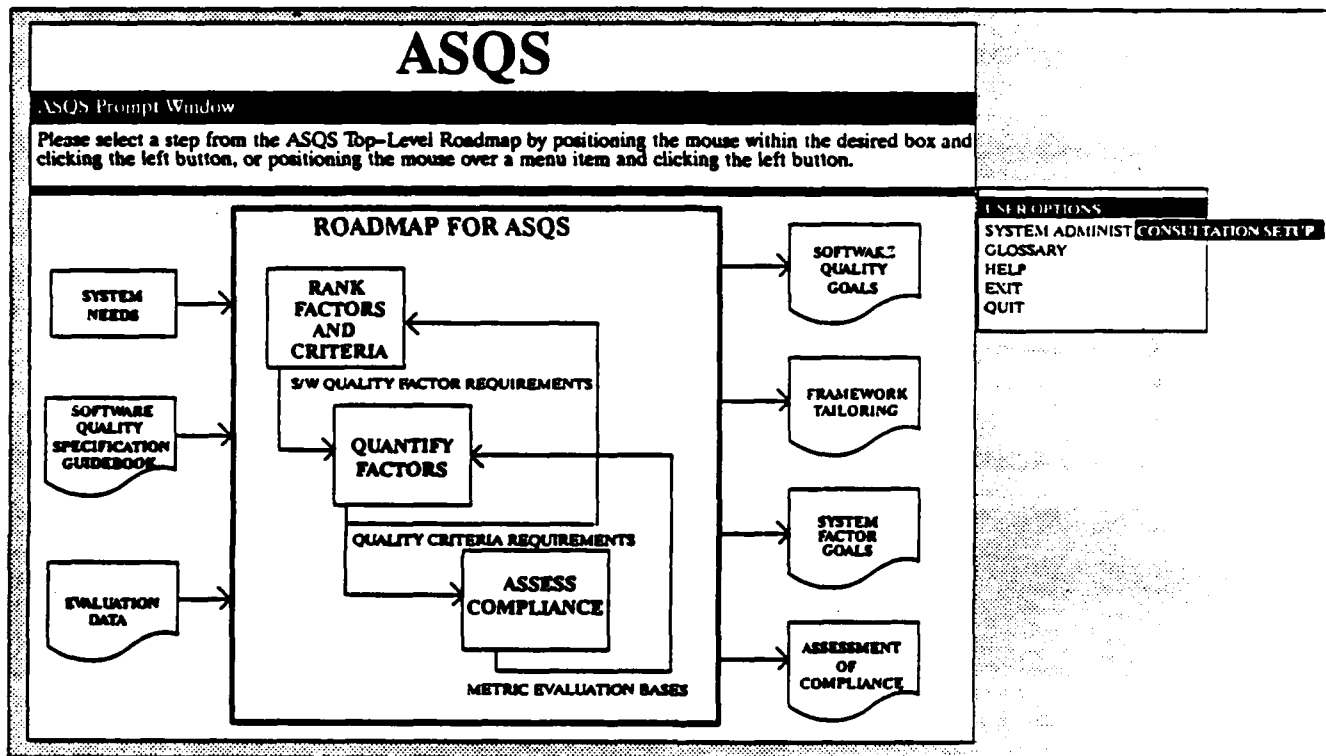 ASQS
ASQS Prompt Window
Please select a step from the ASQS Top-Level Roadmap by positioning the mouse within the desired box and
clicking the left button, or positioning the mouse over a menu item and clicking the left button.
ROADMAP FOR ASQS
SYSTEM
NEEDS
SOFTWARE
QUALITY
SPECIFICATION
GUIDEBOOK
EVALUATION
DATA
RANK
FACTORS
AND
CRITERIA
S/W QUALITY FACTOR REQUIREMENTS
QUANTIFY
FACTORS
QUALITY CRITERIA REQUIREMENTS
ASSESS
COMPLIANCE
METRIC EVALUATION BASES
SOFTWARE
QUALITY
GOALS
FRAMEWORK
TAILORING
SYSTEM
FACTOR
GOALS
ASSESSMENT
OF
COMPLIANCE
USER OPTIONS
SYSTEM ADMINIST CONSULTATION SETUP
GLOSSARY
HELP
EXIT
QUIT